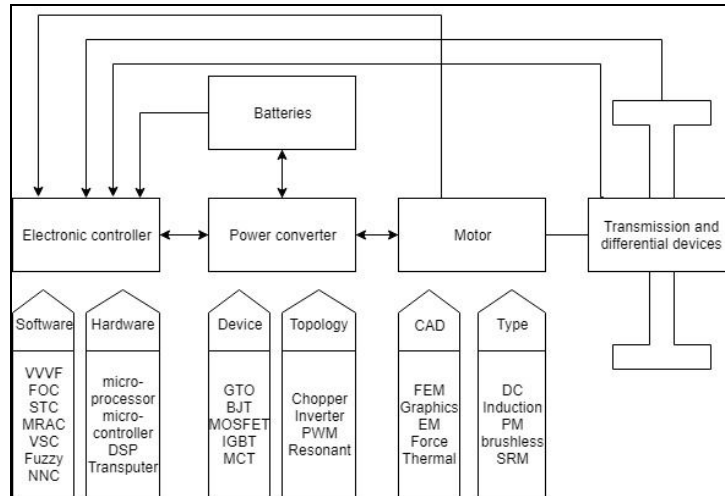 Batteries
Electronic controller
Power converter
Motor
Transmission and
differential devices
Software
Hardware
Device
Topology
CAD
Type
VVVF
FOC
STC
MRAC
VSC
Fuzzy
NNC
micro-
processor
micro-
controller
DSP
Transputer
GTO
BJT
MOSFET
IGBT
MCT
Chopper
Inverter
PWM
Resonant
FEM
Graphics
EM
Force
Thermal
DC
Induction
PM
brushless
SRM